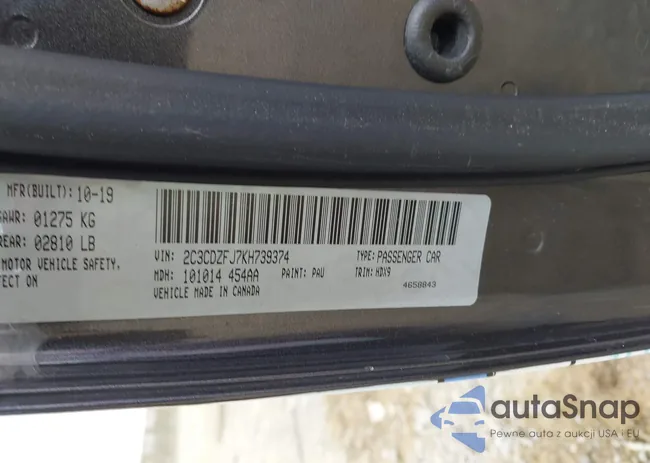 MFR(BUILT): 10-19
GAWR: 01275 KG
REAR: 02810 LB
MOTOR VEHICLE SAFETY,
FECT ON
VIN: 2C3CDZFJ7KH739374
TYPE: PASSENGER CAR
MDH: 101014 454AA
PAINT: PAU
TRIM: HDX9
VEHICLE MADE IN CANADA
4658843
autaSnap
Pewne auta z aukcji USA i EU